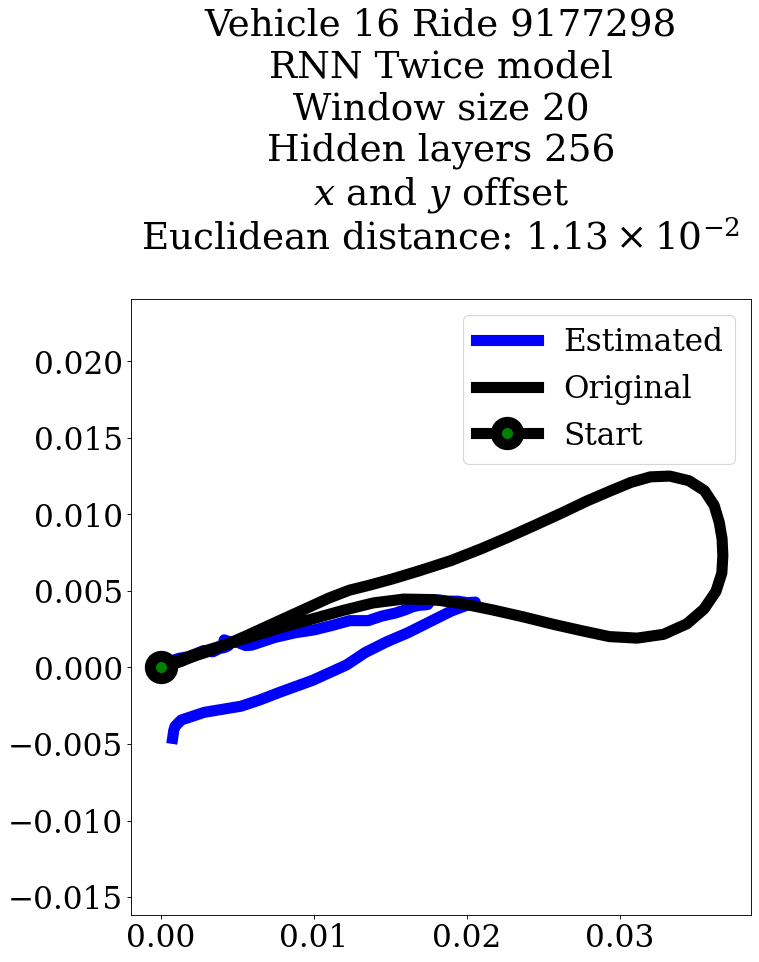 Vehicle 16 Ride 9177298
RNN Twice model
Window size 20
Hidden layers 256
x and y offset
Euclidean distance: 1.13 × 10⁻²
Estimated
Original
Start
0.020
0.015
0.010
0.005
0.000
−0.005
−0.010
−0.015
0.00 0.01 0.02 0.03